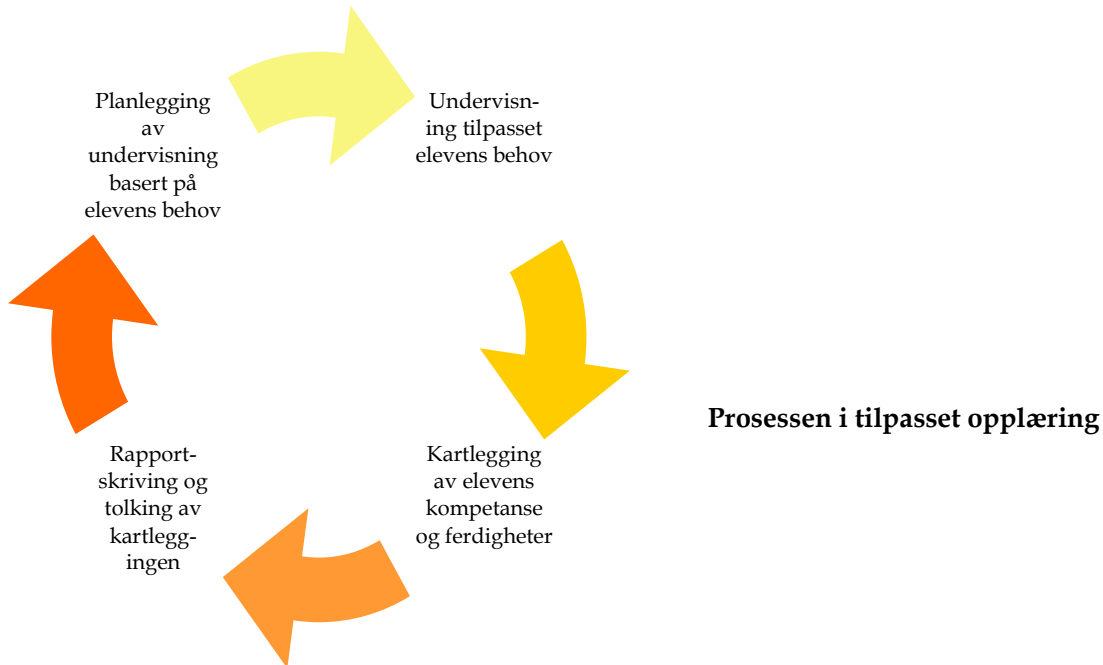 Planlegging
av
undervisning
basert på
elevens behov
Undervisn-
ing tilpasset
elevens behov
Kartlegging
av elevens
kompetanse
og ferdigheter
Rapport-
skriving og
tolking av
kartlegg-
ingen
Prosessen i tilpasset opplæring